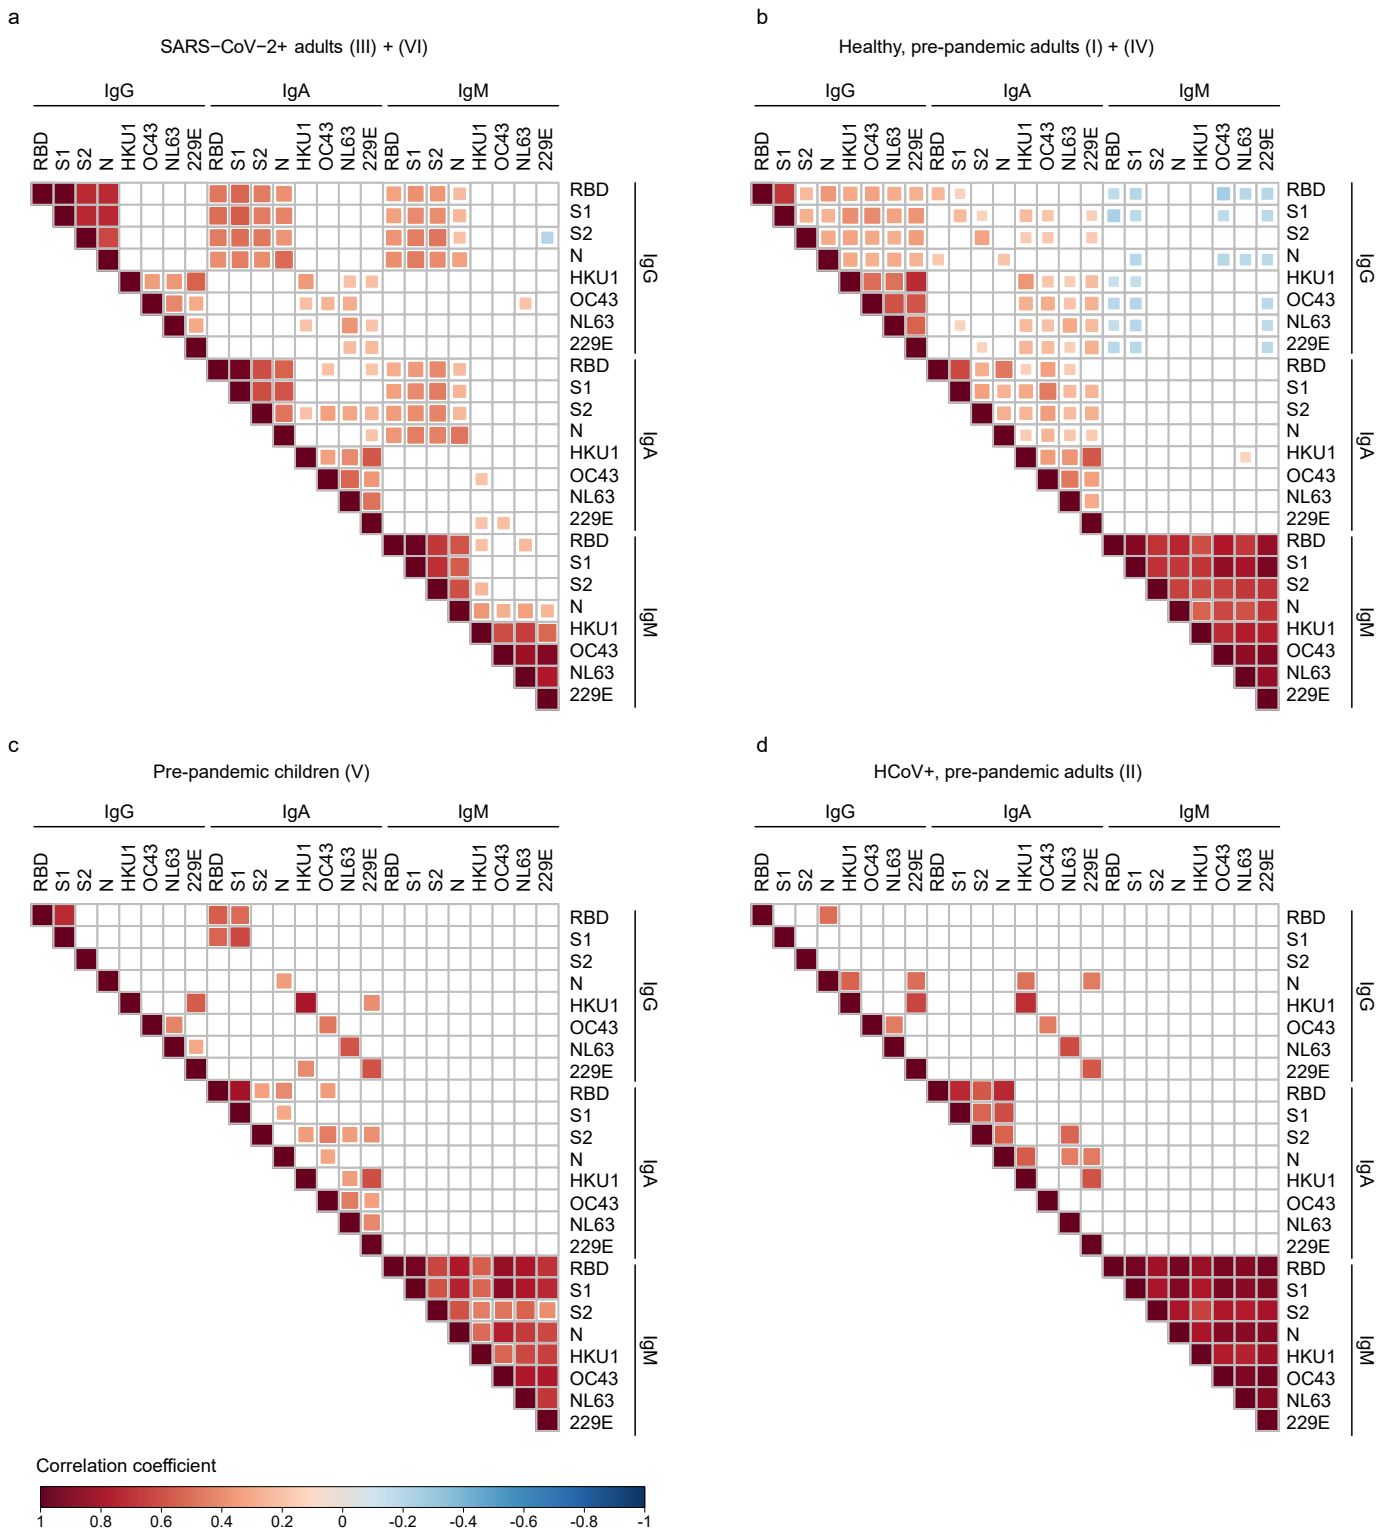 a
SARS−CoV−2+ adults (III) + (VI)
IgG IgA IgM
RBD S1 S2 N HKU1 OC43 NL63 229E RBD S1 S2 N HKU1 OC43 NL63 229E RBD S1 S2 N HKU1 OC43 NL63 229E
RBD
S1
S2
N
HKU1
OC43
NL63
229E
IgG
RBD
S1
S2
N
HKU1
OC43
NL63
229E
IgA
RBD
S1
S2
N
HKU1
OC43
NL63
229E
IgM
b
Healthy, pre-pandemic adults (I) + (IV)
IgG IgA IgM
RBD S1 S2 N HKU1 OC43 NL63 229E RBD S1 S2 N HKU1 OC43 NL63 229E RBD S1 S2 N HKU1 OC43 NL63 229E
RBD
S1
S2
N
HKU1
OC43
NL63
229E
IgG
RBD
S1
S2
N
HKU1
OC43
NL63
229E
IgA
RBD
S1
S2
N
HKU1
OC43
NL63
229E
IgM
c
Pre-pandemic children (V)
IgG IgA IgM
RBD S1 S2 N HKU1 OC43 NL63 229E RBD S1 S2 N HKU1 OC43 NL63 229E RBD S1 S2 N HKU1 OC43 NL63 229E
RBD
S1
S2
N
HKU1
OC43
NL63
229E
IgG
RBD
S1
S2
N
HKU1
OC43
NL63
229E
IgA
RBD
S1
S2
N
HKU1
OC43
NL63
229E
IgM
d
HCoV+, pre-pandemic adults (II)
IgG IgA IgM
RBD S1 S2 N HKU1 OC43 NL63 229E RBD S1 S2 N HKU1 OC43 NL63 229E RBD S1 S2 N HKU1 OC43 NL63 229E
RBD
S1
S2
N
HKU1
OC43
NL63
229E
IgG
RBD
S1
S2
N
HKU1
OC43
NL63
229E
IgA
RBD
S1
S2
N
HKU1
OC43
NL63
229E
IgM
Correlation coefficient
1 0.8 0.6 0.4 0.2 0 -0.2 -0.4 -0.6 -0.8 -1